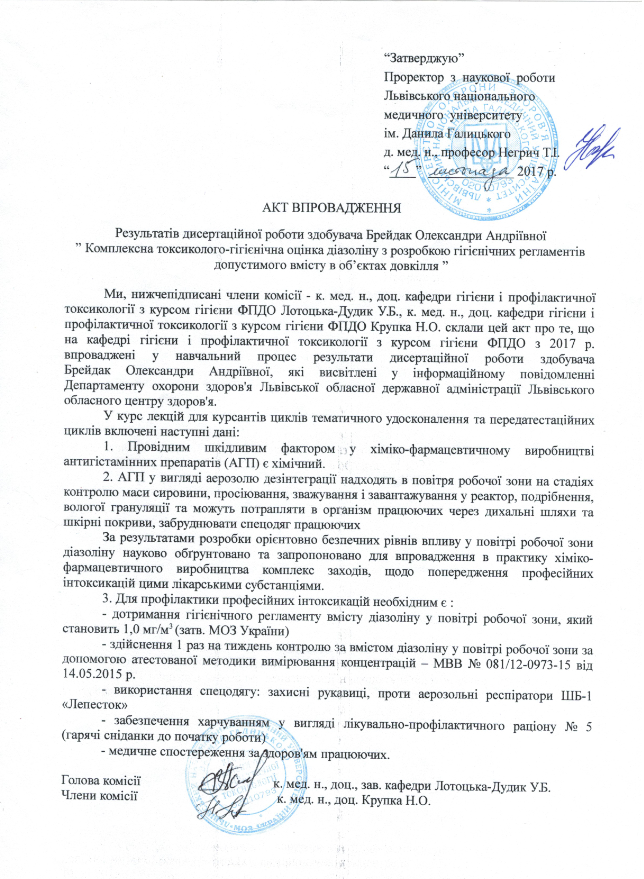 “Затверджую”
Проректор з наукової роботи
Львівського національного
медичного університету
ім. Данила Галицького
д. мед. н., професор Негрич Т.І.
“ 15 ” листопада 2017 р.
АКТ ВПРОВАДЖЕННЯ
Результатів дисертаційної роботи здобувача Брейдак Олександри Андріївної
” Комплексна токсиколого-гігієнічна оцінка діазоліну з розробкою гігієнічних регламентів
допустимого вмісту в об’єктах довкілля ”
Ми, нижчепідписані члени комісії - к. мед. н., доц. кафедри гігієни і профілактичної
токсикології з курсом гігієни ФПДО Лотоцька-Дудик У.Б., к. мед. н., доц. кафедри гігієни і
профілактичної токсикології з курсом гігієни ФПДО Крупка Н.О. склали цей акт про те, що
на кафедрі гігієни і профілактичної токсикології з курсом гігієни ФПДО з 2017 р.
впроваджені у навчальний процес результати дисертаційної роботи здобувача
Брейдак Олександри Андріївної, які висвітлені у інформаційному повідомленні
Департаменту охорони здоров'я Львівської обласної державної адміністрації Львівського
обласного центру здоров'я.
У курс лекцій для курсантів циклів тематичного удосконалення та передатестаційних
циклів включені наступні дані:
1. Провідним шкідливим фактором у хіміко-фармацевтичному виробництві
антигістамінних препаратів (АГП) є хімічний.
2. АГП у вигляді аерозолю дезінтеграції надходять в повітря робочої зони на стадіях
контролю маси сировини, просіювання, зважування і завантажування у реактор, подрібнення,
вологої грануляції та можуть потрапляти в організм працюючих через дихальні шляхи та
шкірні покриви, забруднювати спецодяг працюючих
За результатами розробки орієнтовно безпечних рівнів впливу у повітрі робочої зони
діазоліну науково обґрунтовано та запропоновано для впровадження в практику хіміко-
фармацевтичного виробництва комплекс заходів, щодо попередження професійних
інтоксикацій цими лікарськими субстанціями.
3. Для профілактики професійних інтоксикацій необхідним є :
- дотримання гігієнічного регламенту вмісту діазоліну у повітрі робочої зони, який
становить 1,0 мг/м³ (затв. МОЗ України)
- здійснення 1 раз на тиждень контролю за вмістом діазоліну у повітрі робочої зони за
допомогою атестованої методики вимірювання концентрацій – МВВ № 081/12-0973-15 від
14.05.2015 р.
- використання спецодягу: захисні рукавиці, проти аерозольні респіратори ШБ-1
«Лепесток»
- забезпечення харчуванням у вигляді лікувально-профілактичного раціону № 5
(гарячі сніданки до початку роботи)
- медичне спостереження за здоров'ям працюючих.
Голова комісії к. мед. н., доц., зав. кафедри Лотоцька-Дудик У.Б.
Члени комісії к. мед. н., доц. Крупка Н.О.